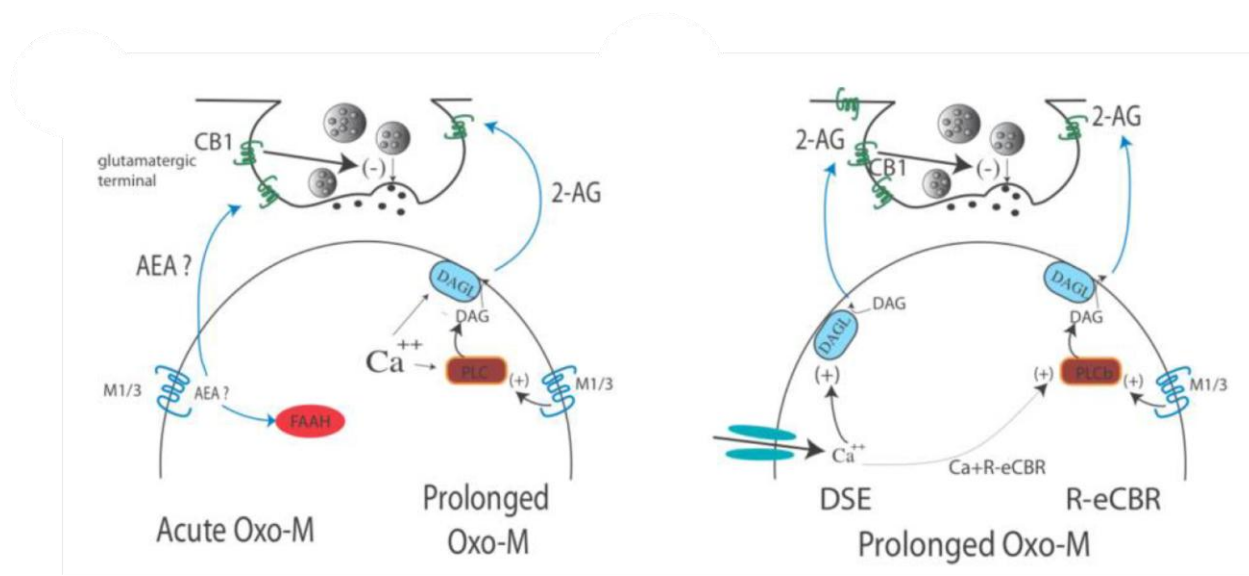 CB1
glutamatergic
terminal
(-)
2-AG
AEA ?
DAGL
DAG
Ca++
PLC
(+)
M1/3
AEA ?
M1/3
FAAH
Acute Oxo-M
Prolonged
Oxo-M
2-AG
2-AG
CB1
(-)
DAGL
DAG
DAGL
DAG
(+)
(+)
PLCb
(+)
M1/3
Ca++
Ca+R-eCBR
DSE
R-eCBR
Prolonged Oxo-M